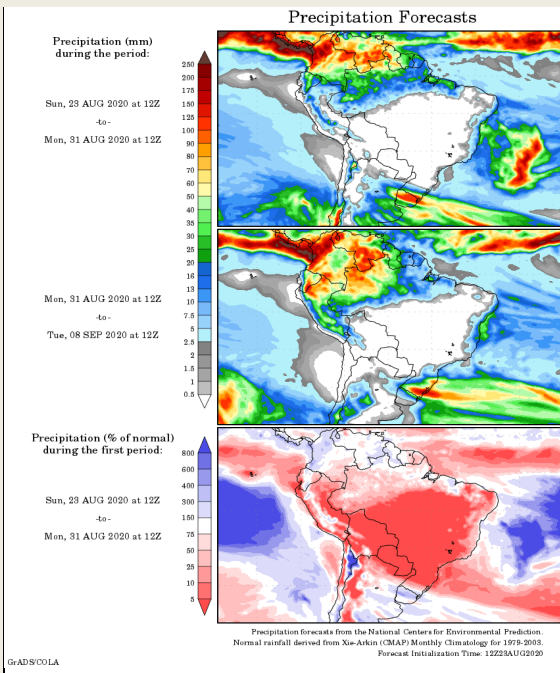 Precipitation Forecasts
Precipitation (mm)
during the period:
Sun, 23 AUG 2020 at 12Z
-to-
Mon, 31 AUG 2020 at 12Z
Mon, 31 AUG 2020 at 12Z
-to-
Tue, 08 SEP 2020 at 12Z
250
200
175
150
125
100
90
80
70
60
50
40
35
30
25
20
16
13
10
7.5
5
2.5
2
1.5
1
0.5
Precipitation (% of normal)
during the first period:
Sun, 23 AUG 2020 at 12Z
-to-
Mon, 31 AUG 2020 at 12Z
800
600
400
300
150
75
50
25
10
5
Precipitation forecasts from the National Centers for Environmental Prediction.
Normal rainfall derived from Xie-Arkin (CMAP) Monthly Climatology for 1979-2003.
Forecast Initialization Time: 12Z23AUG2020
GrADS/COLA